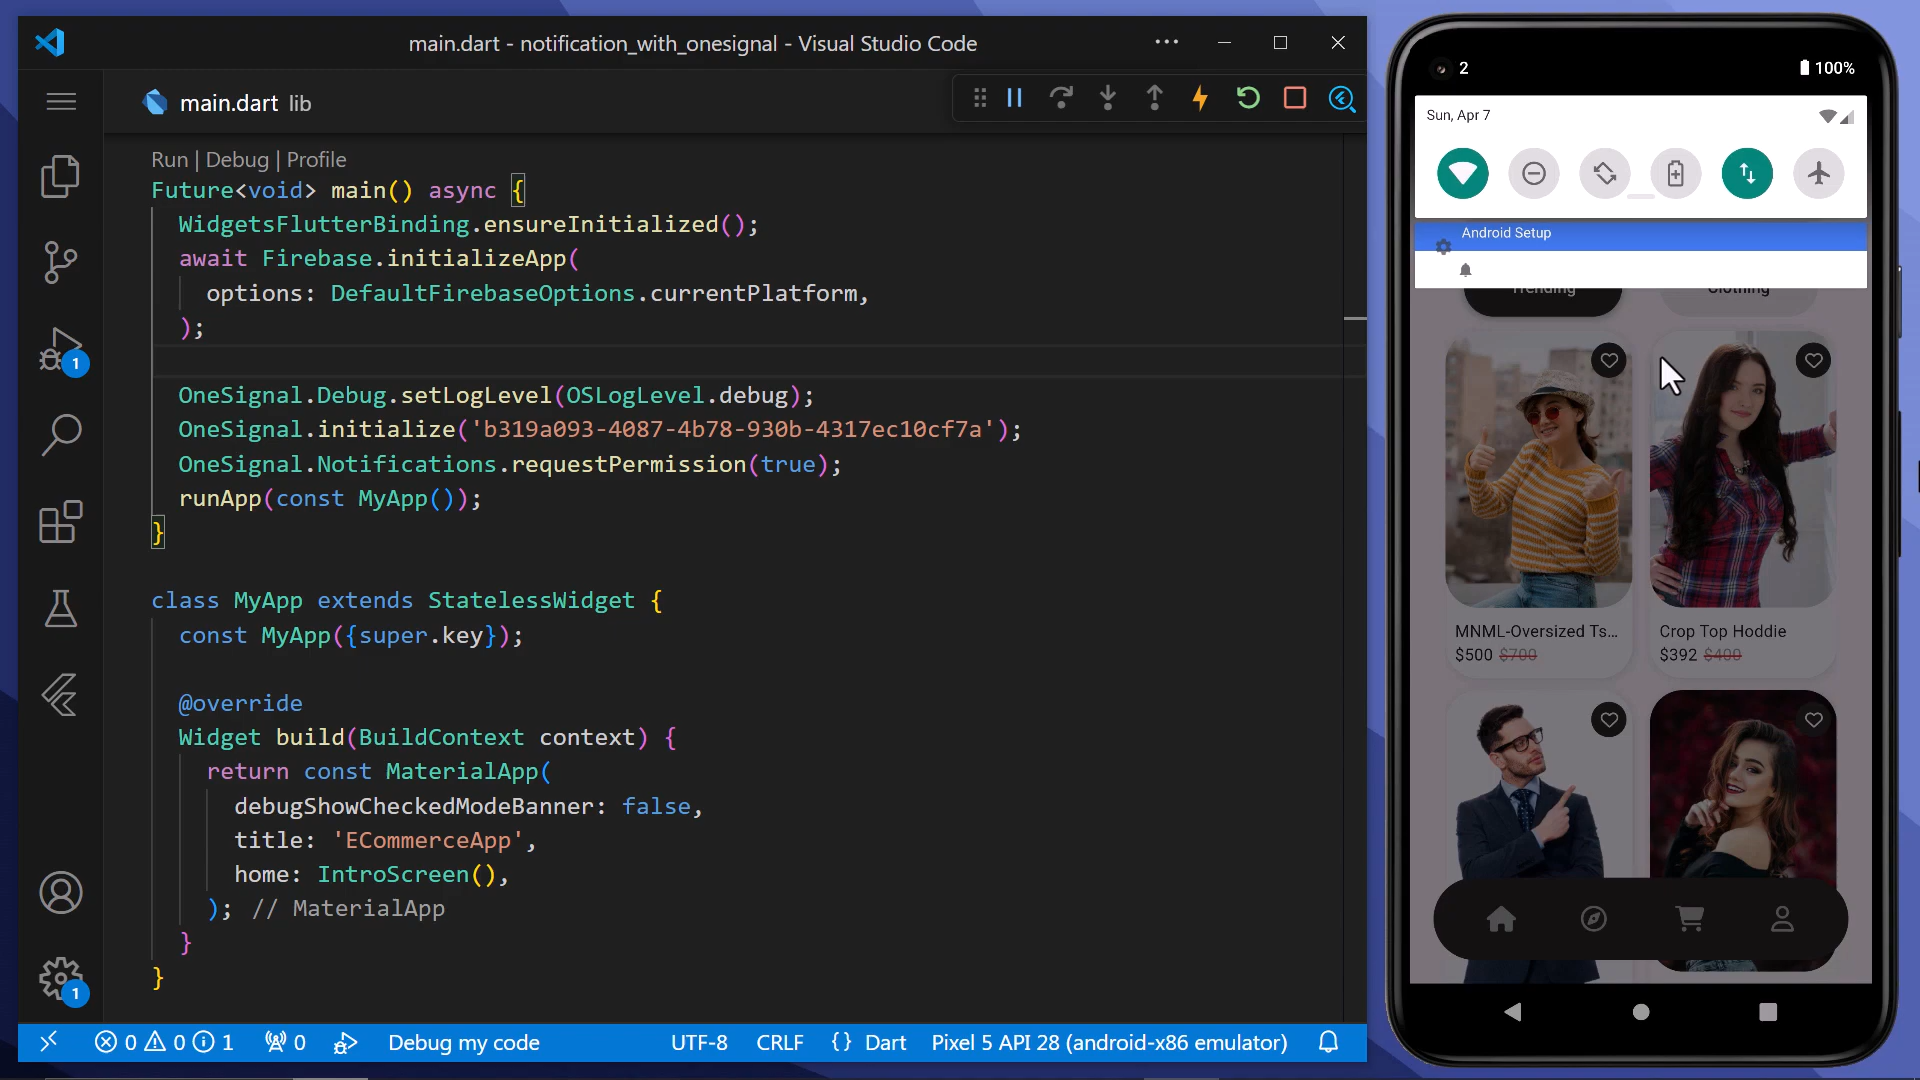 main.dart - notification_with_onesignal - Visual Studio Code
main.dart lib
Run | Debug | Profile
Future<void> main() async {
WidgetsFlutterBinding.ensureInitialized();
await Firebase.initializeApp(
options: DefaultFirebaseOptions.currentPlatform,
);
OneSignal.Debug.setLogLevel(OSLogLevel.debug);
OneSignal.initialize('b319a093-4087-4b78-930b-4317ec10cf7a');
OneSignal.Notifications.requestPermission(true);
runApp(const MyApp());
}
class MyApp extends StatelessWidget {
const MyApp({super.key});
@override
Widget build(BuildContext context) {
return const MaterialApp(
debugShowCheckedModeBanner: false,
title: 'ECommerceApp',
home: IntroScreen(),
); // MaterialApp
}
}
1
1
0 0 1 0 Debug my code UTF-8 CRLF {} Dart Pixel 5 API 28 (android-x86 emulator)
2 100%
Sun, Apr 7
Android Setup
Trending Clothing
MNML-Oversized Ts... Crop Top Hoddie
$500 $700 $392 $400